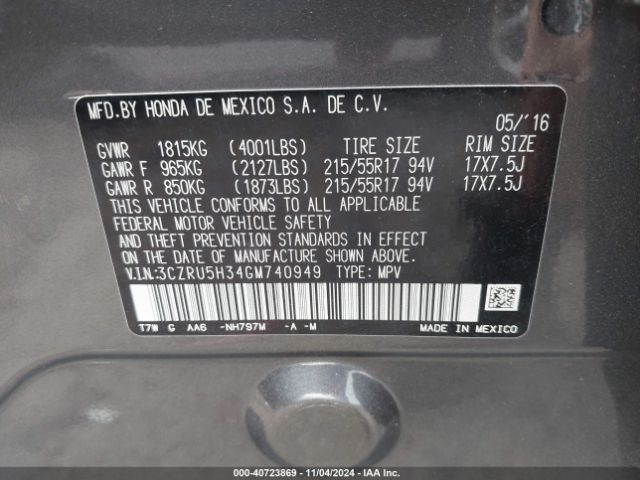 MFD.BY HONDA DE MEXICO S.A. DE C.V.
05/'16
GVWR 1815KG (4001LBS) TIRE SIZE RIM SIZE
GAWR F 965KG (2127LBS) 215/55R17 94V 17X7.5J
GAWR R 850KG (1873LBS) 215/55R17 94V 17X7.5J
THIS VEHICLE CONFORMS TO ALL APPLICABLE
FEDERAL MOTOR VEHICLE SAFETY
AND THEFT PREVENTION STANDARDS IN EFFECT
ON THE DATE OF MANUFACTURE SHOWN ABOVE.
V.I.N:3CZRU5H34GM740949 TYPE: MPV
T7W G AA6 -NH797M -A -M MADE IN MEXICO
000-40723869 - 11/04/2024 - IAA Inc.